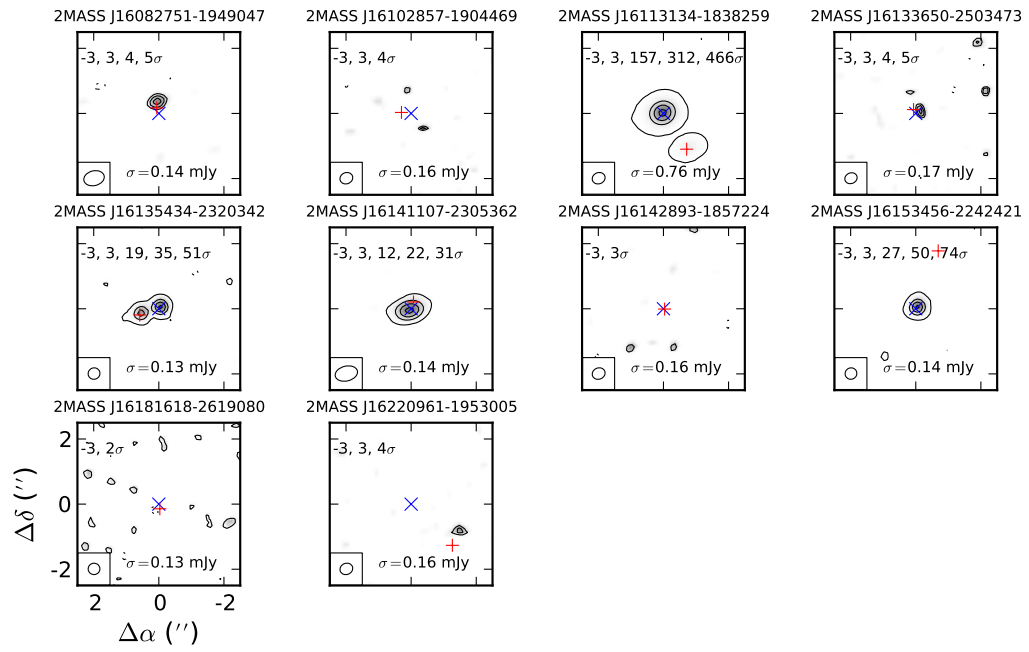 2MASS J16082751-1949047
2MASS J16102857-1904469
2MASS J16113134-1838259
2MASS J16133650-2503473
-3, 3, 4, 5σ
-3, 3, 4σ
-3, 3, 157, 312, 466σ
-3, 3, 4, 5σ
σ=0.14 mJy
σ=0.16 mJy
σ=0.76 mJy
σ=0.17 mJy
2MASS J16135434-2320342
2MASS J16141107-2305362
2MASS J16142893-1857224
2MASS J16153456-2242421
-3, 3, 19, 35, 51σ
-3, 3, 12, 22, 31σ
-3, 3σ
-3, 3, 27, 50, 74σ
σ=0.13 mJy
σ=0.14 mJy
σ=0.16 mJy
σ=0.14 mJy
2MASS J16181618-2619080
2MASS J16220961-1953005
-3, 2σ
-3, 3, 4σ
σ=0.13 mJy
σ=0.16 mJy
2
0
-2
Δδ (′′)
2 0 -2
Δα (′′)